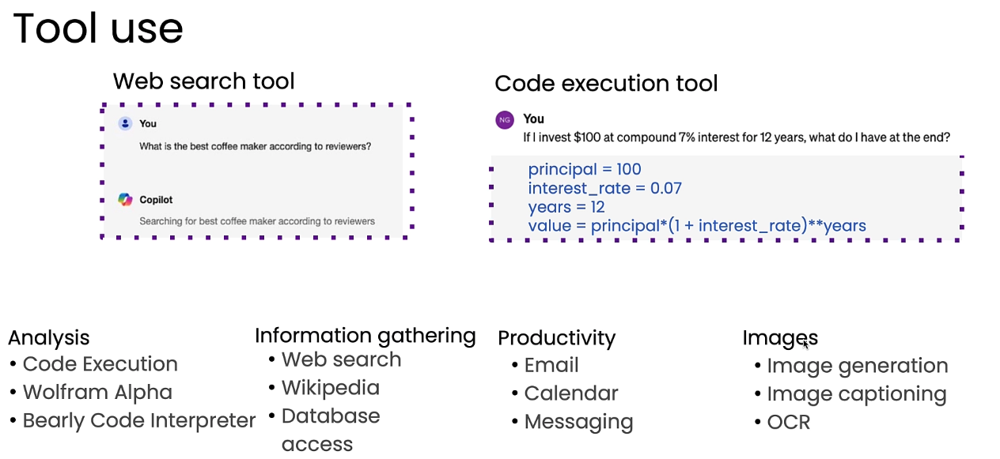 Tool use
Web search tool
You
What is the best coffee maker according to reviewers?
Copilot
Searching for best coffee maker according to reviewers
Code execution tool
NG
You
If I invest $100 at compound 7% interest for 12 years, what do I have at the end?
principal = 100
interest_rate = 0.07
years = 12
value = principal*(1 + interest_rate)**years
Analysis
• Code Execution
• Wolfram Alpha
• Bearly Code Interpreter
Information gathering
• Web search
• Wikipedia
• Database
access
Productivity
• Email
• Calendar
• Messaging
Images
• Image generation
• Image captioning
• OCR